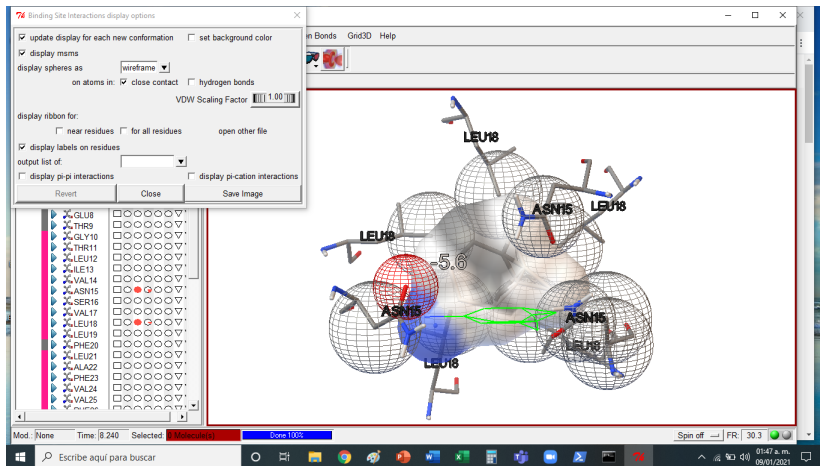 Binding Site Interactions display options
update display for each new conformation
set background color
display msms
display spheres as
wireframe
on atoms in:
close contact
hydrogen bonds
VDW Scaling Factor
1.00
display ribbon for:
near residues
for all residues
open other file
display labels on residues
output list of:
display pi-pi interactions
display pi-cation interactions
Revert
Close
Save Image
en Bonds Grid3D Help
GLU8
THR9
GLY10
THR11
LEU12
ILE13
VAL14
ASN15
SER16
VAL17
LEU18
LEU19
PHE20
LEU21
ALA22
PHE23
VAL24
VAL25
LEU18
ASN15
LEU18
LEU18
-5.6
ASN15
ASN15
LEU18
LEU18
Mod.: None Time: 8.240 Selected: 0 Molecule(s) Done 100% Spin off FR: 30.3
Escribe aquí para buscar
01:47 a. m.
09/01/2021